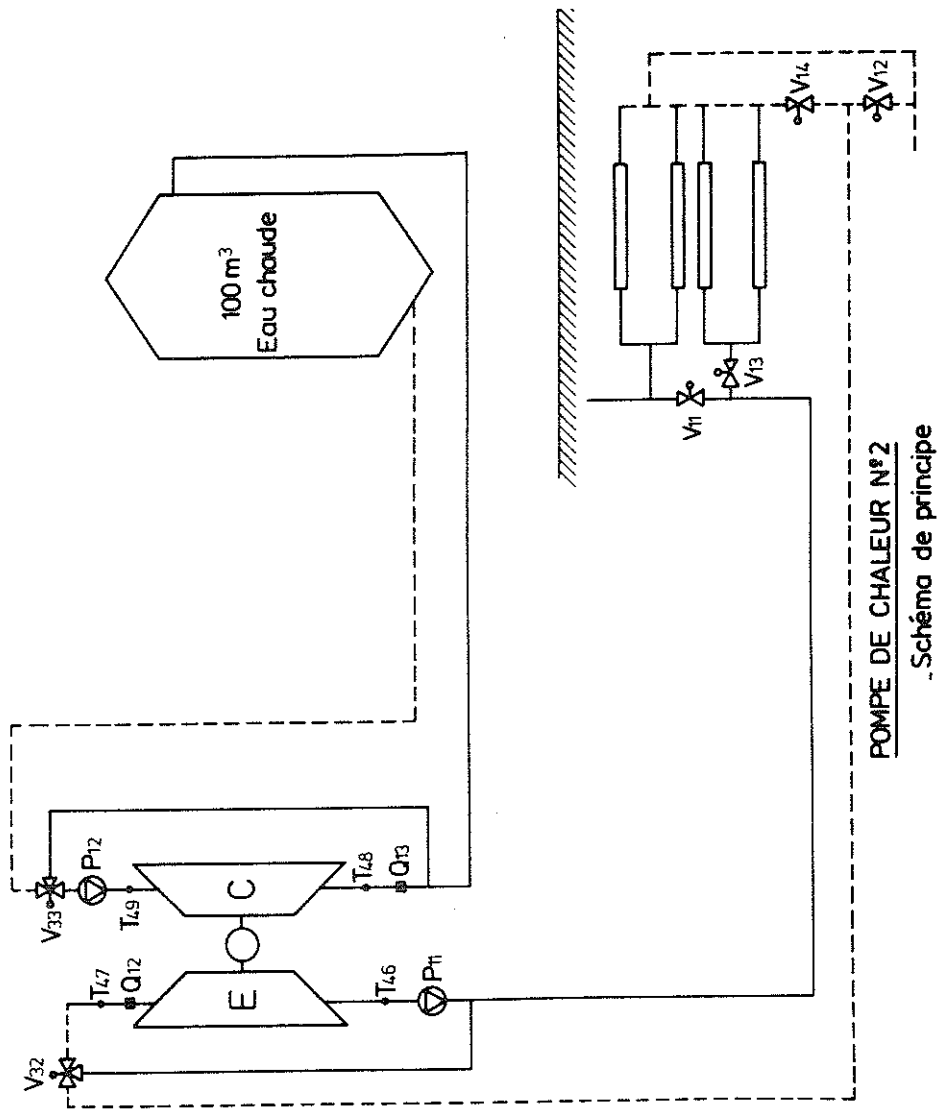 100 m³
Eau chaude
V33
P12
T49
C
T48
Q13
V32
T47
Q12
E
T46
P11
V14
V12
V11
V13
POMPE DE CHALEUR Nº2
Schéma de principe